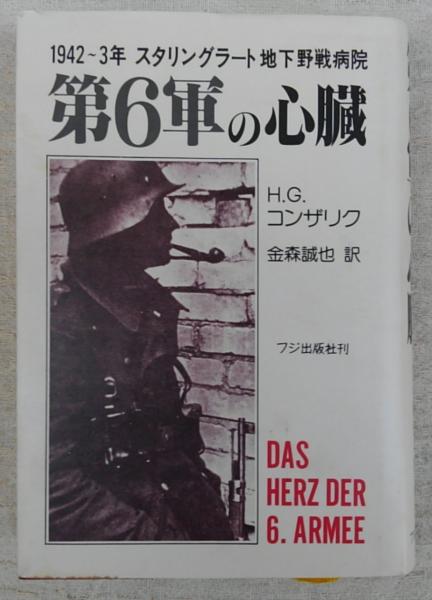 1942~3年 スタリングラート地下野戦病院
第6軍の心臓
H.G.
コンザリク
金森誠也 訳
フジ出版社刊
DAS
HERZ DER
6. ARMEE